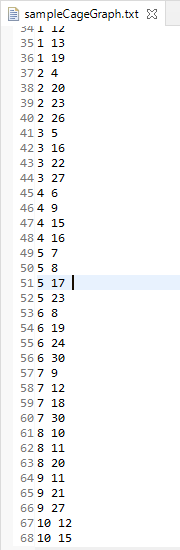 sampleCageGraph.txt
34 1 12
35 1 13
36 1 19
37 2 4
38 2 20
39 2 23
40 2 26
41 3 5
42 3 16
43 3 22
44 3 27
45 4 6
46 4 9
47 4 15
48 4 16
49 5 7
50 5 8
51 5 17
52 5 23
53 6 8
54 6 19
55 6 24
56 6 30
57 7 9
58 7 12
59 7 18
60 7 30
61 8 10
62 8 11
63 8 20
64 9 11
65 9 21
66 9 27
67 10 12
68 10 15